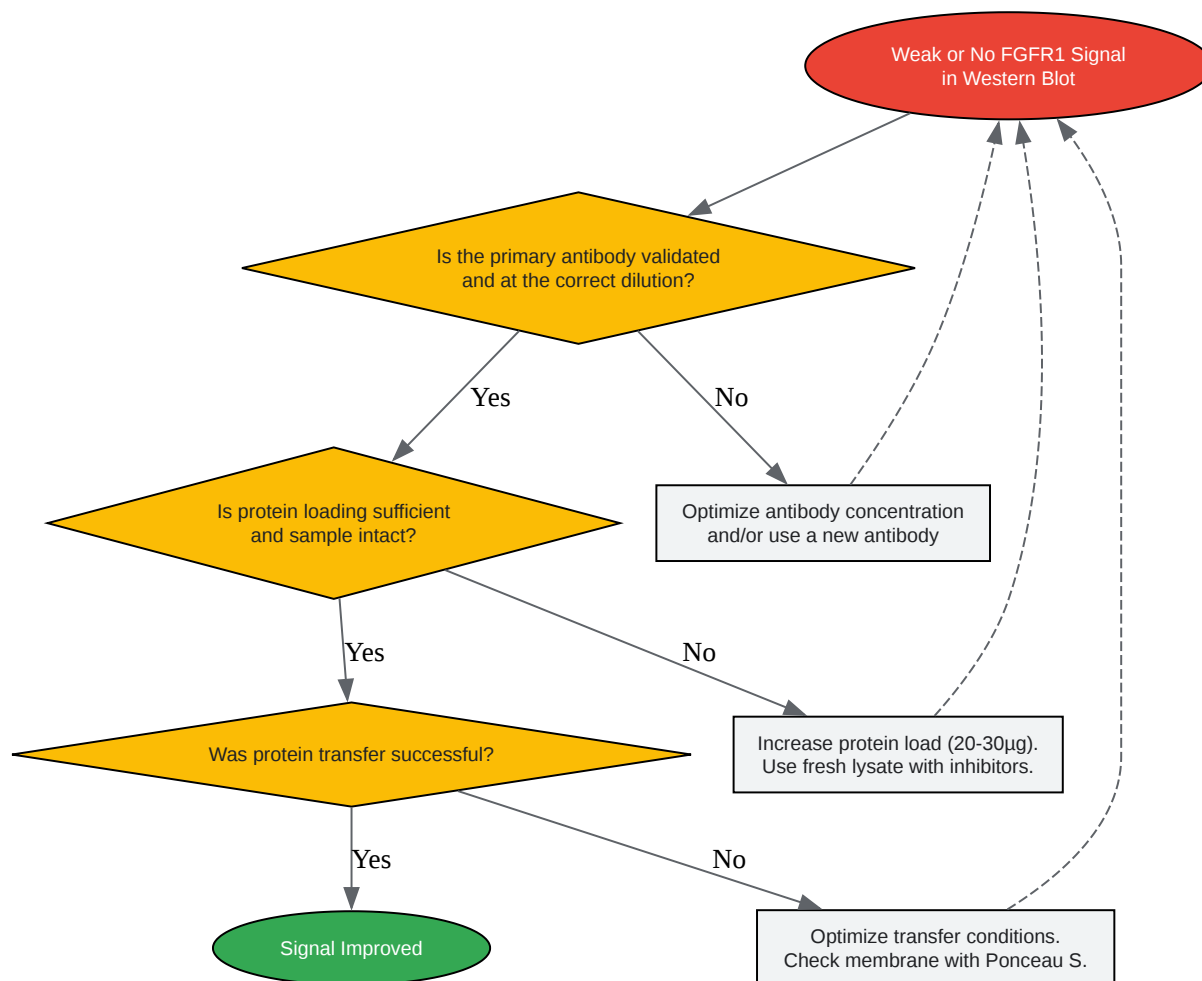 Weak or No FGFR1 Signal
in Western Blot
Is the primary antibody validated
and at the correct dilution?
Yes
No
Is protein loading sufficient
and sample intact?
Optimize antibody concentration
and/or use a new antibody
Yes
No
Was protein transfer successful?
Increase protein load (20-30µg).
Use fresh lysate with inhibitors.
Yes
No
Signal Improved
Optimize transfer conditions.
Check membrane with Ponceau S.